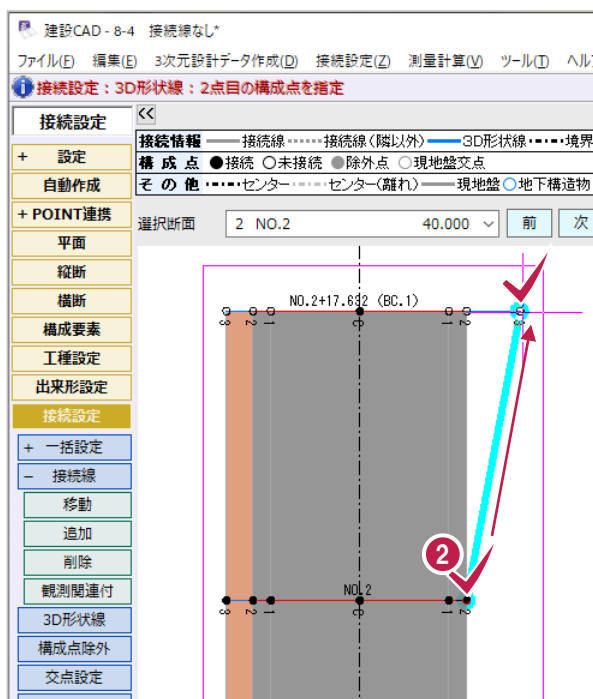 建設CAD - 8-4 接続線なし*
ファイル(F) 編集(E) 3次元設計データ作成(D) 接続設定(Z) 測量計算(V) ツール(T) ヘル
接続設定：3D形状線：2点目の構成点を指定
接続設定
<<
接続情報 接続線 接続線(隣以外) 3D形状線 境界
構成点 ●接続 ○未接続 ●除外点 ○現地盤交点
その他 センター センター(離れ) 現地盤 ○地下構造物
+ 設定
自動作成
+ POINT連携
平面
縦断
横断
構成要素
工種設定
出来形設定
接続設定
+ 一括設定
- 接続線
移動
追加
削除
観測関連付
3D形状線
構成点除外
交点設定
選択断面 2 NO.2 40.000 前 次
NO.2+17.632 (BC.1)
3 2 1 C 1 2 3
2
NO.2
3 2 1 C 1 2